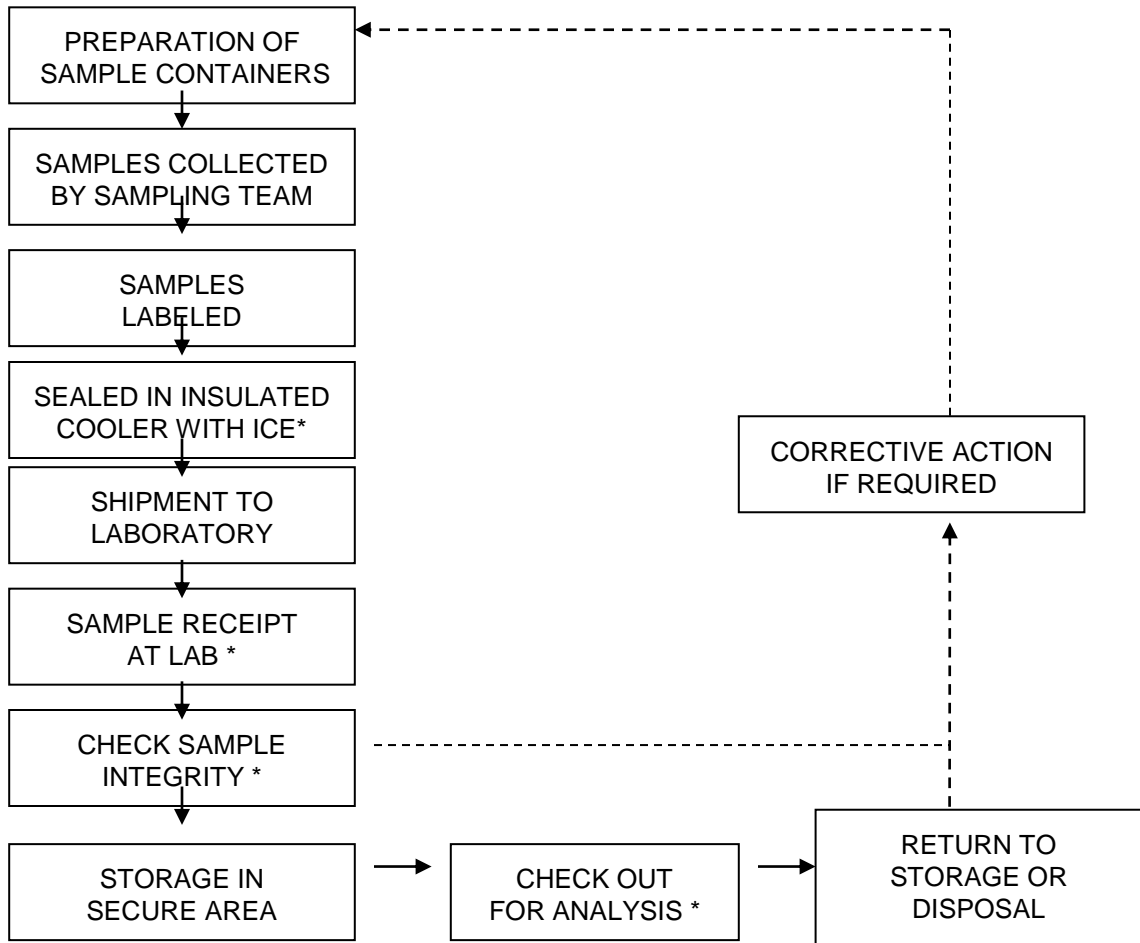 PREPARATION OF
SAMPLE CONTAINERS
SAMPLES COLLECTED
BY SAMPLING TEAM
SAMPLES
LABELED
SEALED IN INSULATED
COOLER WITH ICE*
SHIPMENT TO
LABORATORY
SAMPLE RECEIPT
AT LAB *
CHECK SAMPLE
INTEGRITY *
STORAGE IN
SECURE AREA
CHECK OUT
FOR ANALYSIS *
RETURN TO
STORAGE OR
DISPOSAL
CORRECTIVE ACTION
IF REQUIRED